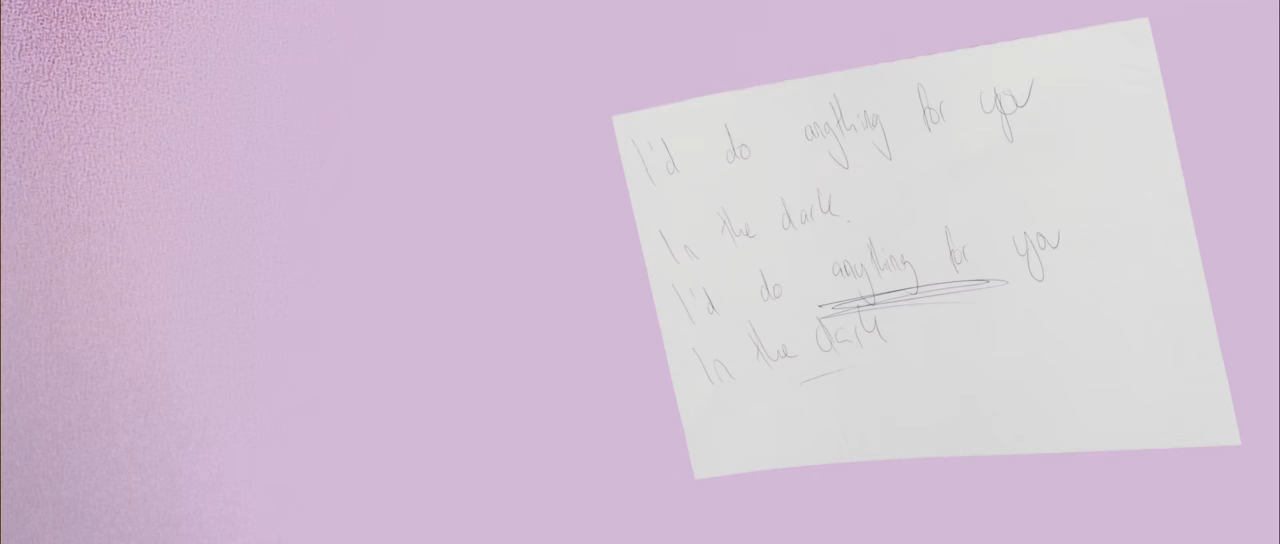 I'd do anything for you
In the dark.
I'd do anything for you
In the dark